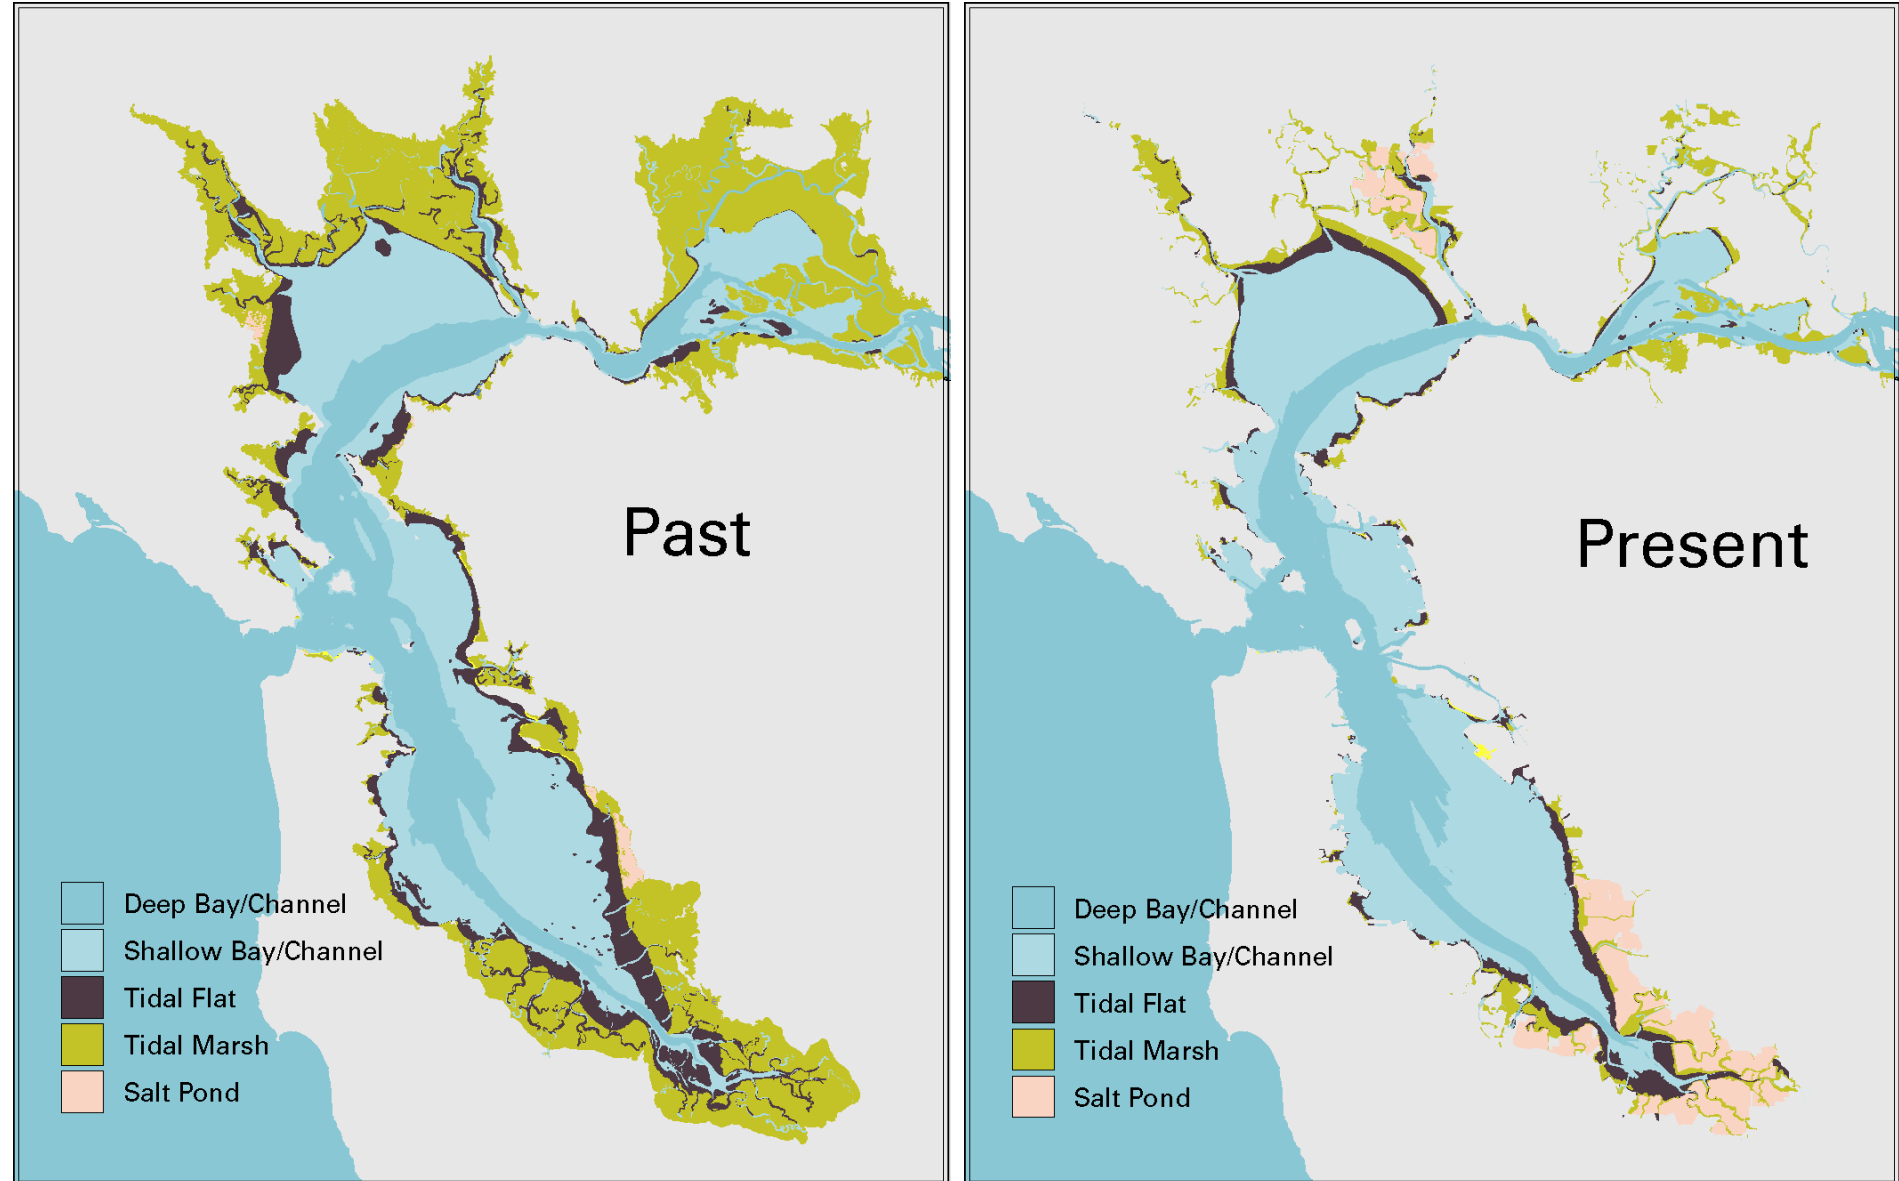 Past
Deep Bay/Channel
Shallow Bay/Channel
Tidal Flat
Tidal Marsh
Salt Pond
Present
Deep Bay/Channel
Shallow Bay/Channel
Tidal Flat
Tidal Marsh
Salt Pond